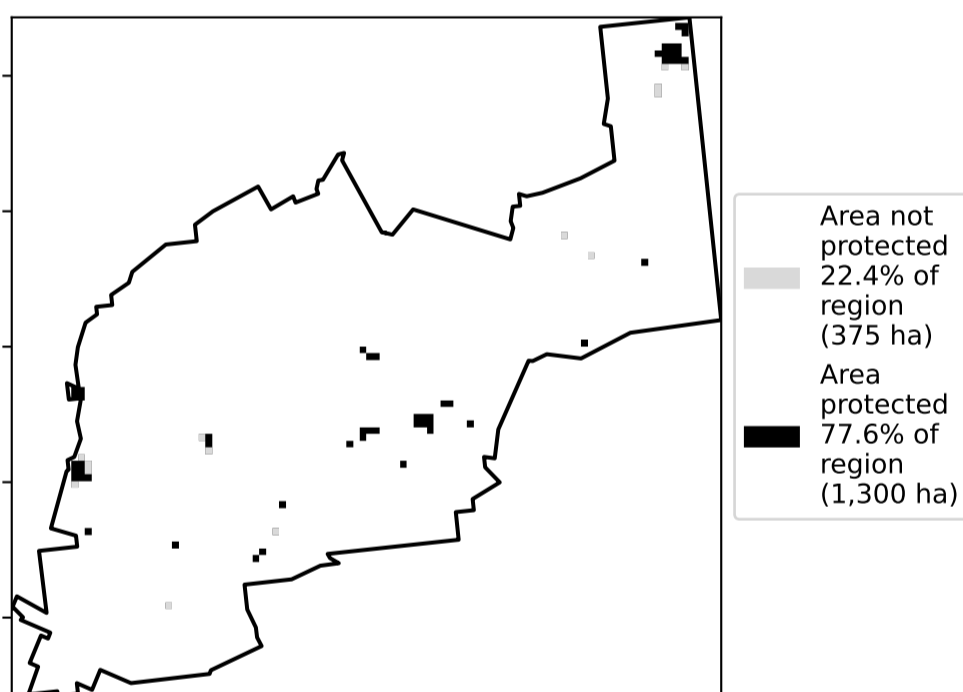 Area not
protected
22.4% of
region
(375 ha)
Area
protected
77.6% of
region
(1,300 ha)